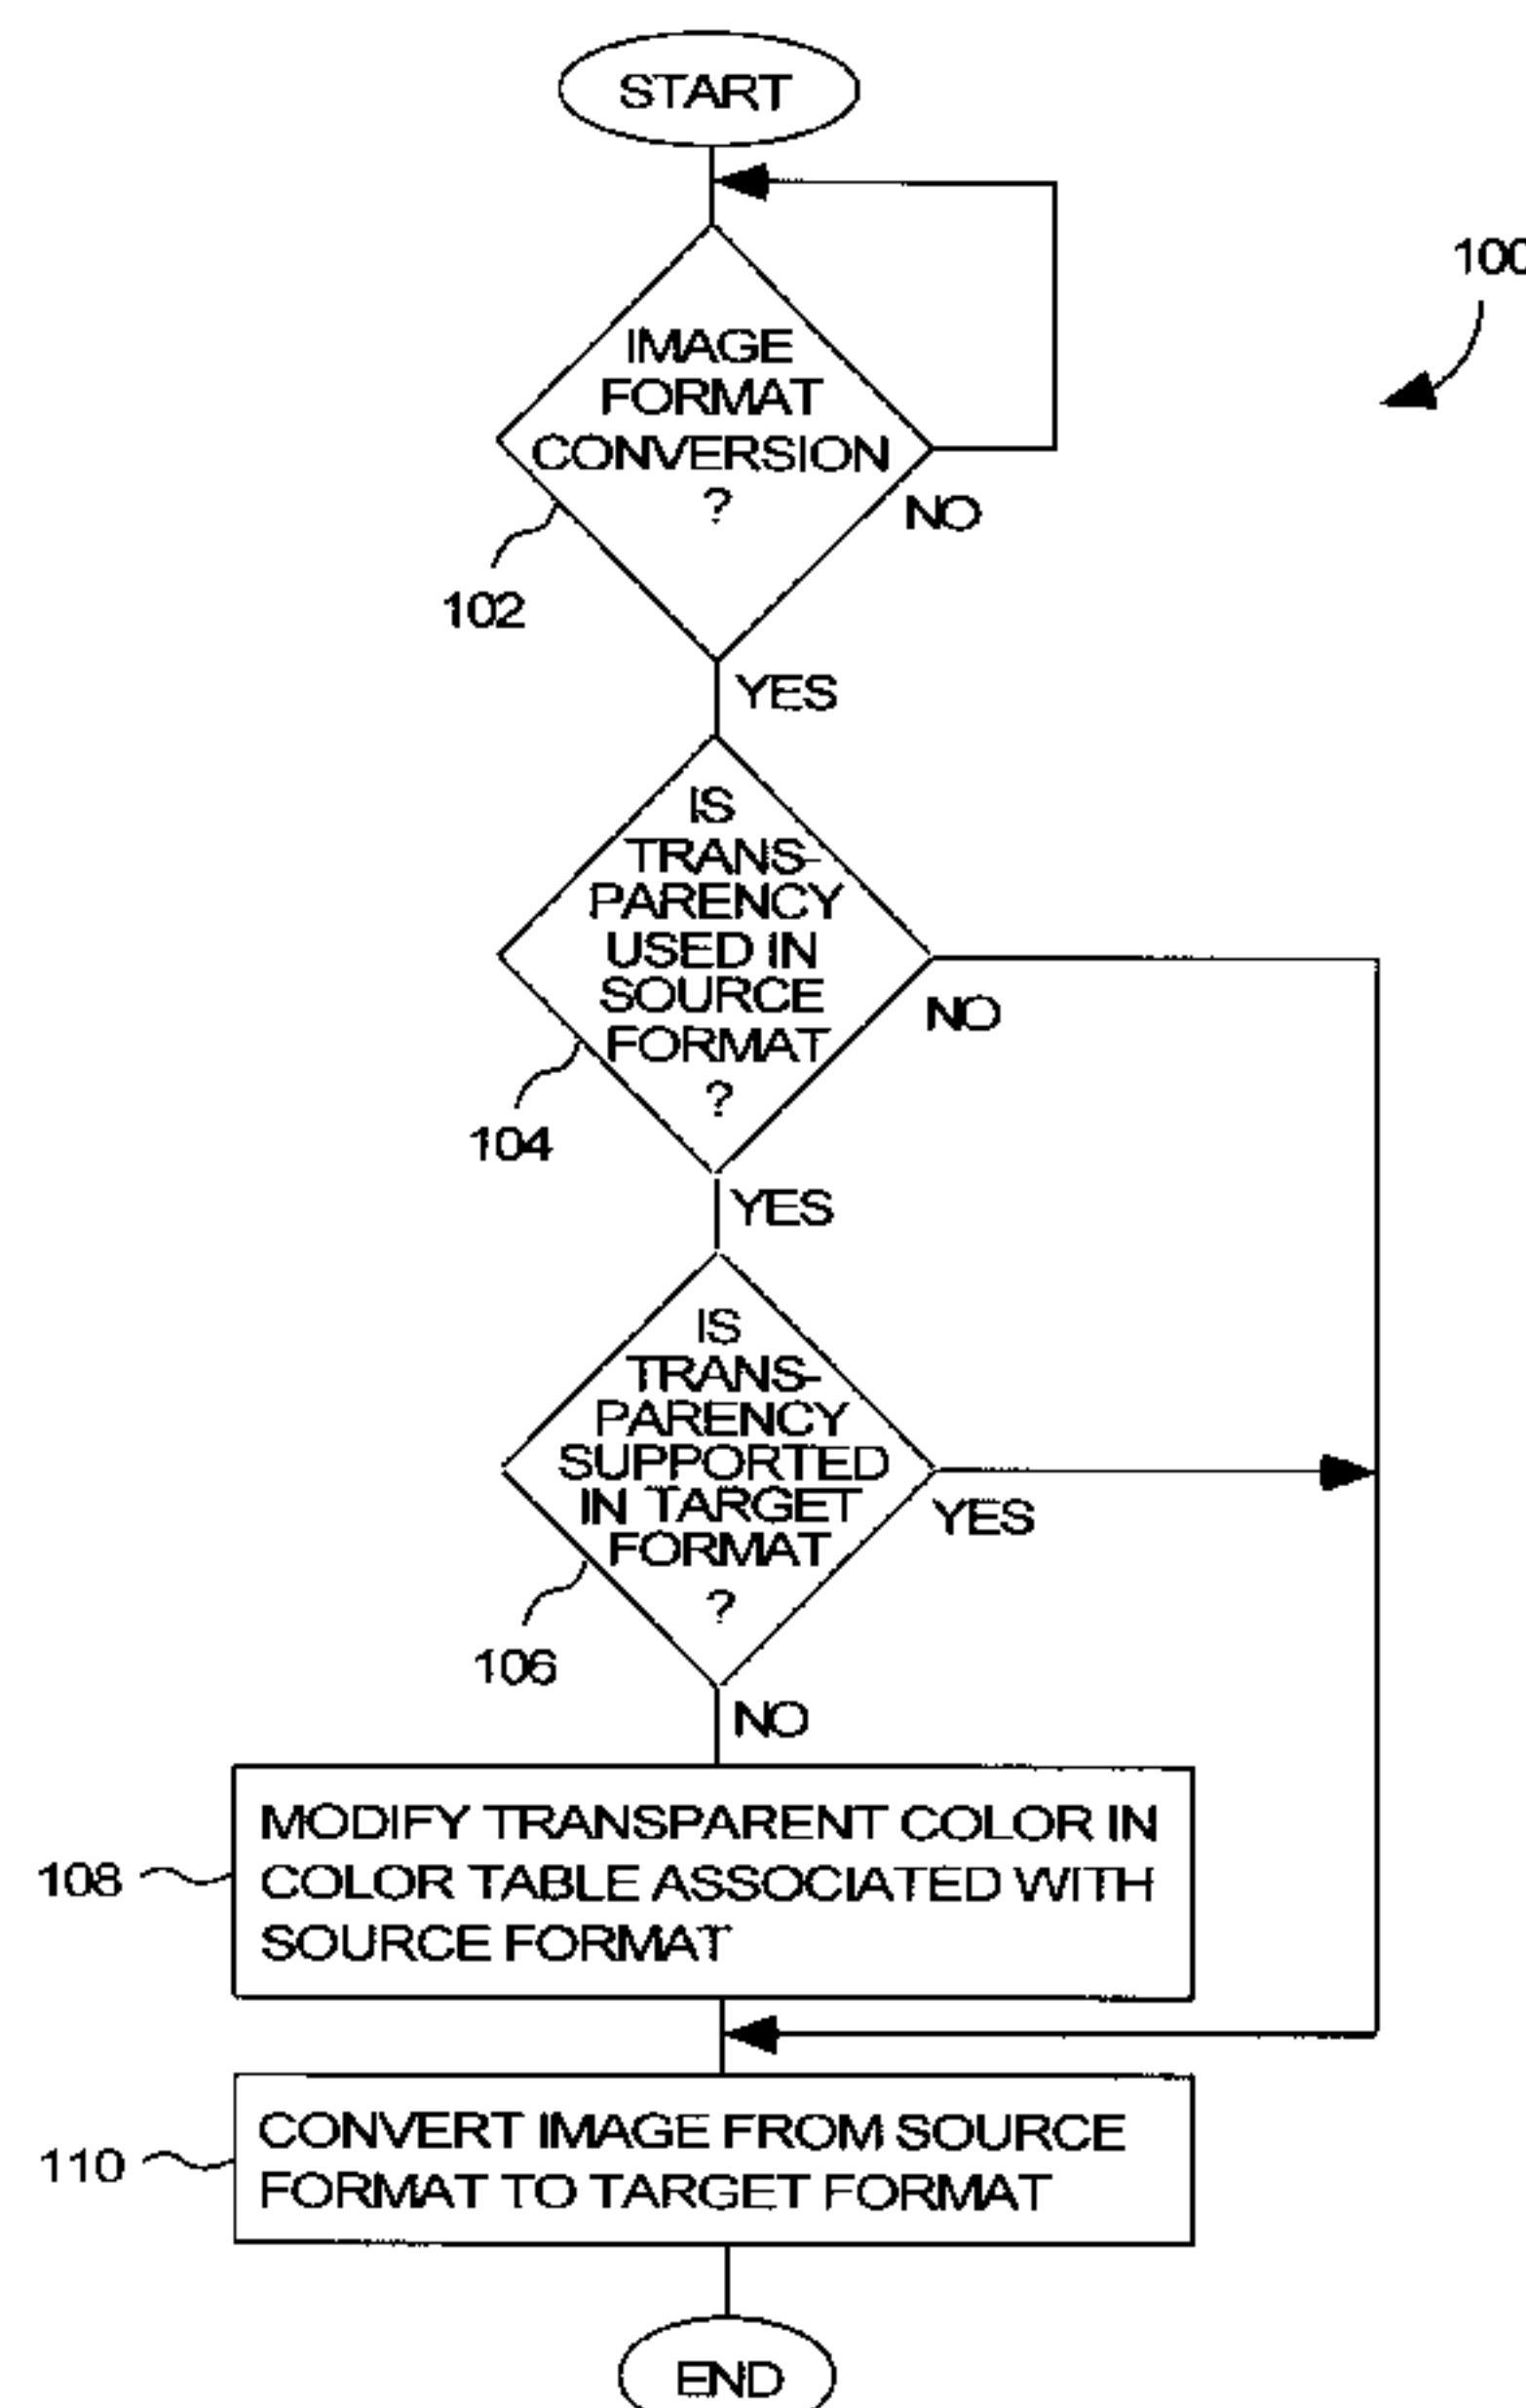 START
100
IMAGE
FORMAT
CONVERSION
?
NO
102
YES
IS
TRANS-
PARENCY
USED IN
SOURCE
FORMAT
?
NO
104
YES
IS
TRANS-
PARENCY
SUPPORTED
IN TARGET
FORMAT
?
YES
106
NO
MODIFY TRANSPARENT COLOR IN
COLOR TABLE ASSOCIATED WITH
SOURCE FORMAT
108
CONVERT IMAGE FROM SOURCE
FORMAT TO TARGET FORMAT
110
END